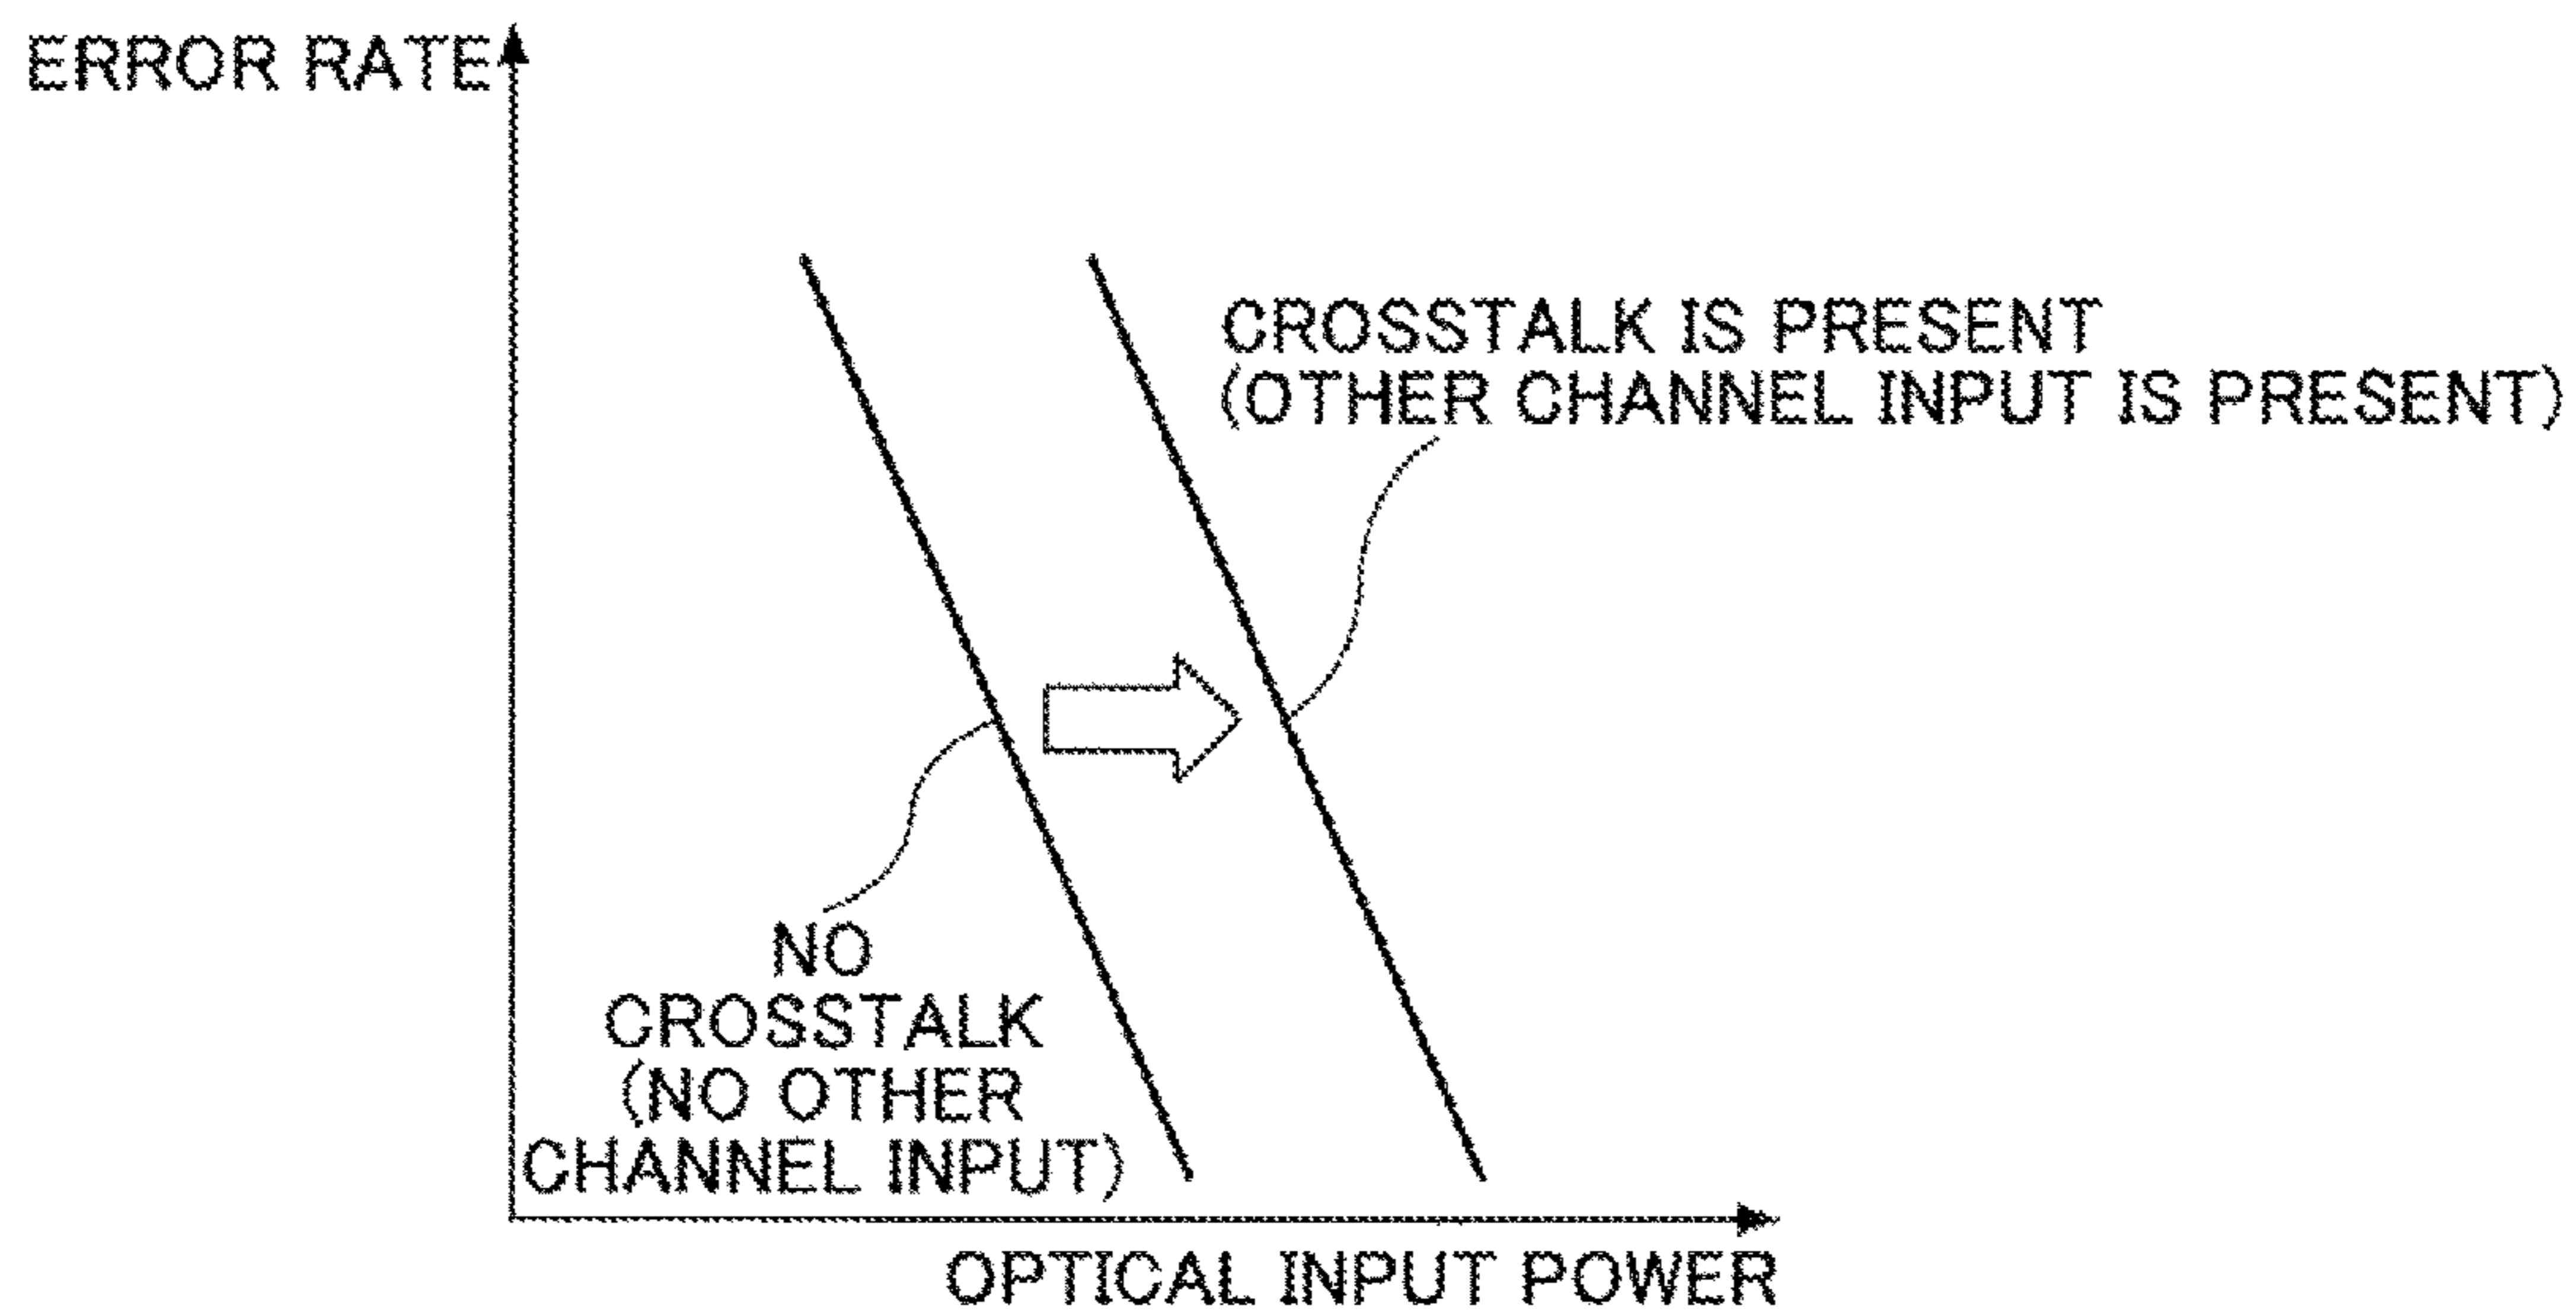 ERROR RATE
CROSSTALK IS PRESENT
(OTHER CHANNEL INPUT IS PRESENT)
NO
CROSSTALK
(NO OTHER
CHANNEL INPUT)
OPTICAL INPUT POWER